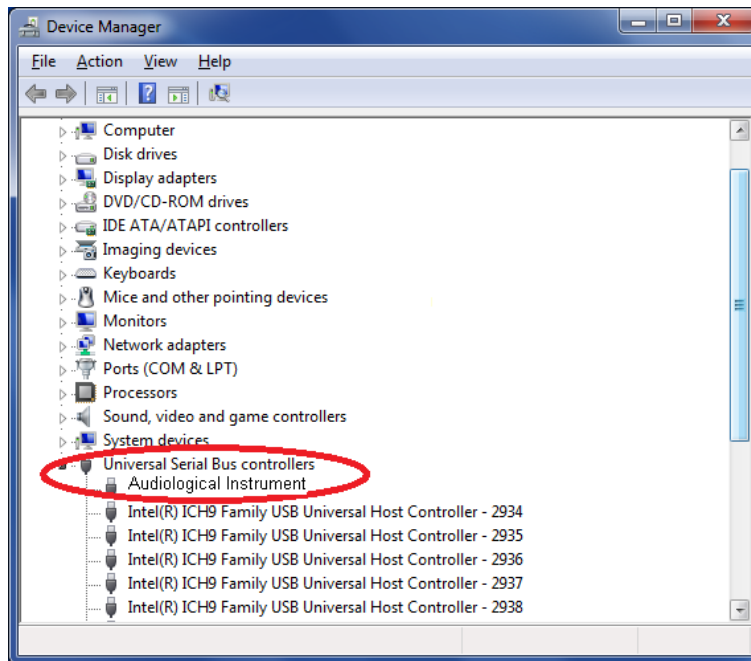 Device Manager
File Action View Help
Computer
Disk drives
Display adapters
DVD/CD-ROM drives
IDE ATA/ATAPI controllers
Imaging devices
Keyboards
Mice and other pointing devices
Monitors
Network adapters
Ports (COM & LPT)
Processors
Sound, video and game controllers
System devices
Universal Serial Bus controllers
Audiological Instrument
Intel(R) ICH9 Family USB Universal Host Controller - 2934
Intel(R) ICH9 Family USB Universal Host Controller - 2935
Intel(R) ICH9 Family USB Universal Host Controller - 2936
Intel(R) ICH9 Family USB Universal Host Controller - 2937
Intel(R) ICH9 Family USB Universal Host Controller - 2938